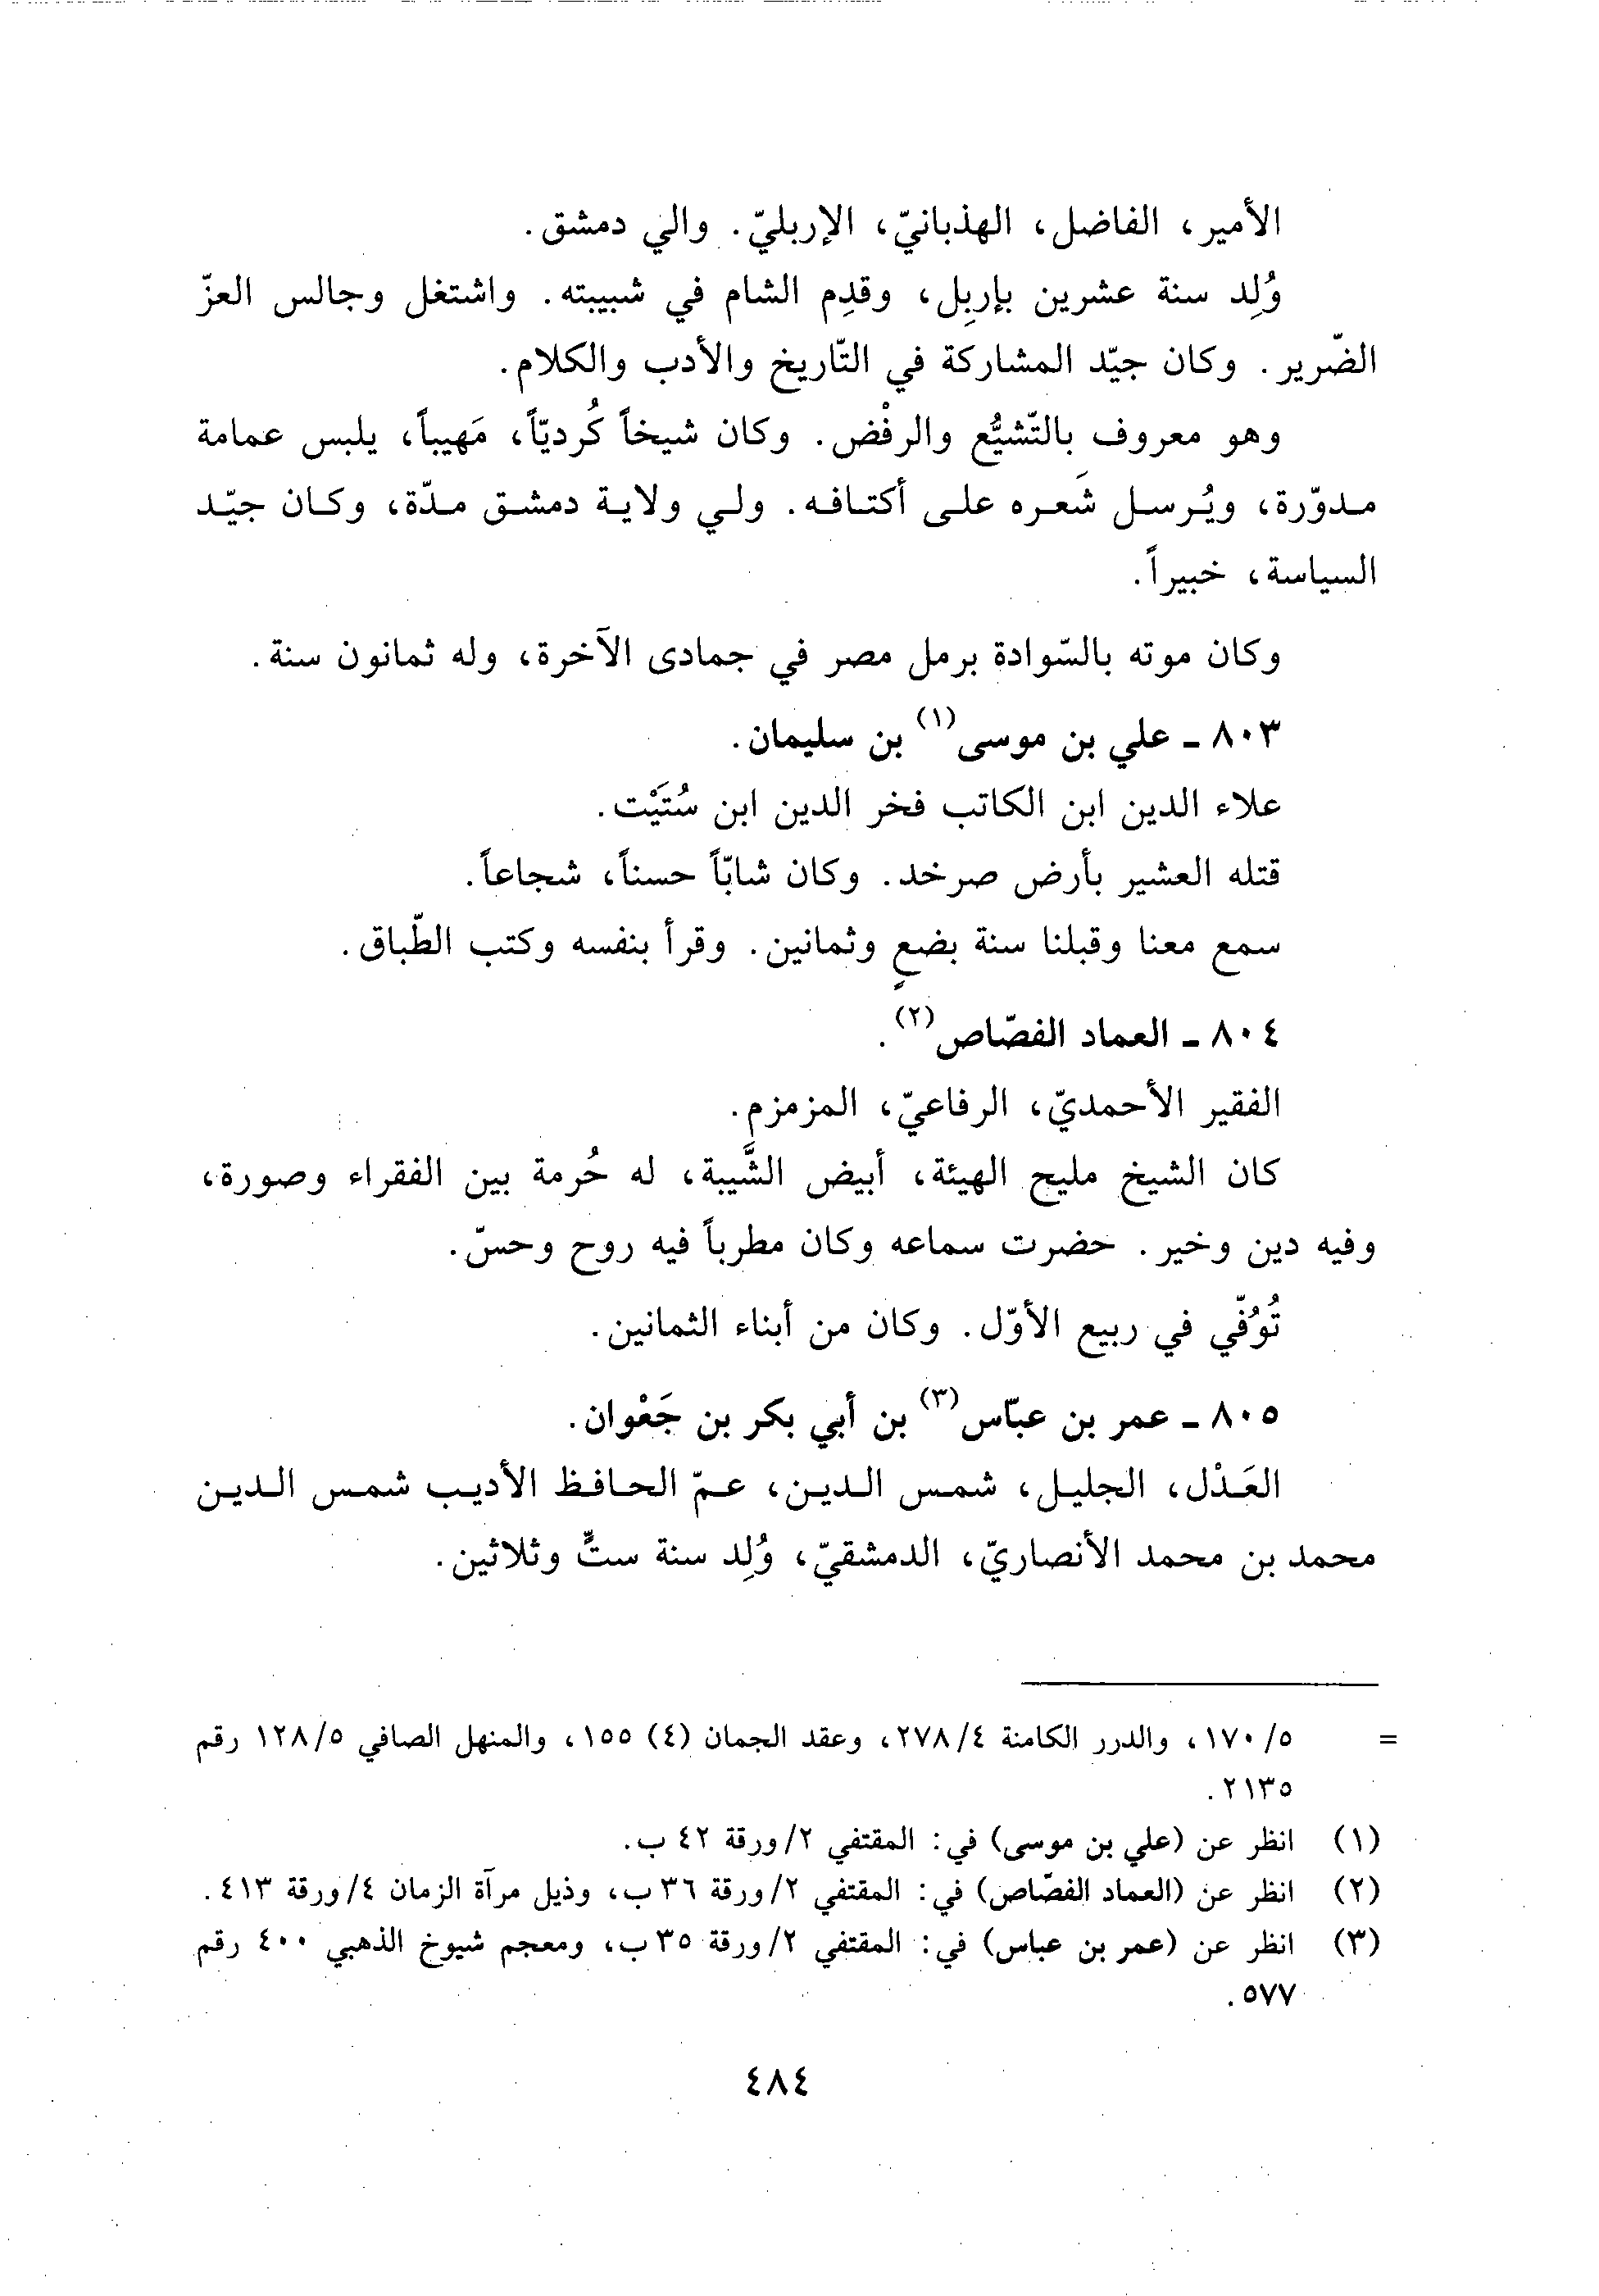 الأمير، الفاضل، الهذبانيّ، الإربليّ. والي دمشق.
وُلِد سنة عشرين بإربِل، وقدِم الشام في شبيبته. واشتغل وجالس العزّ
الضّرير. وكان جيّد المشاركة في التّاريخ والأدب والكلام.
وهو معروف بالتّشيُّع والرفْض. وكان شيخاً كُرديّاً، مَهيباً، يلبس عمامة
مدوّرة، ويُرسل شَعره على أكتافه. ولي ولاية دمشق مدّة، وكان جيّد
السياسة، خبيراً.
وكان موته بالسّوادة برمل مصر في جمادى الآخرة، وله ثمانون سنة.
٨٠٣ ـ علي بن موسى(١) بن سليمان.
علاء الدين ابن الكاتب فخر الدين ابن سُتَيْت.
قتله العشير بأرض صرخد. وكان شابّاً حسناً، شجاعاً.
سمع معنا وقبلنا سنة بضعٍ وثمانين. وقرأ بنفسه وكتب الطّباق.
٨٠٤ ـ العماد الفصّاص(٢).
الفقير الأحمديّ، الرفاعيّ، المزمزم.
كان الشيخ مليح الهيئة، أبيض الشَّيبة، له حُرمة بين الفقراء وصورة،
وفيه دين وخير. حضرت سماعه وكان مطرباً فيه روح وحسّ.
تُوُفّي في ربيع الأوّل. وكان من أبناء الثمانين.
٨٠٥ ـ عمر بن عبّاس(٣) بن أبي بكر بن جَعْوان.
العَدْل، الجليل، شمس الدين، عمّ الحافظ الأديب شمس الدين
محمد بن محمد الأنصاريّ، الدمشقيّ، وُلِد سنة ستٍّ وثلاثين.
= ٥/ ١٧٠، والدرر الكامنة ٤/ ٢٧٨، وعقد الجمان (٤) ١٥٥، والمنهل الصافي ٥/ ١٢٨ رقم
٢١٣٥.
(١) انظر عن (علي بن موسى) في: المقتفي ٢/ ورقة ٤٢ ب.
(٢) انظر عن (العماد الفصّاص) في: المقتفي ٢/ ورقة ٣٦ ب، وذيل مرآة الزمان ٤/ ورقة ٤١٣.
(٣) انظر عن (عمر بن عباس) في: المقتفي ٢/ ورقة ٣٥ ب، ومعجم شيوخ الذهبي ٤٠٠ رقم
٥٧٧.
٤٨٤